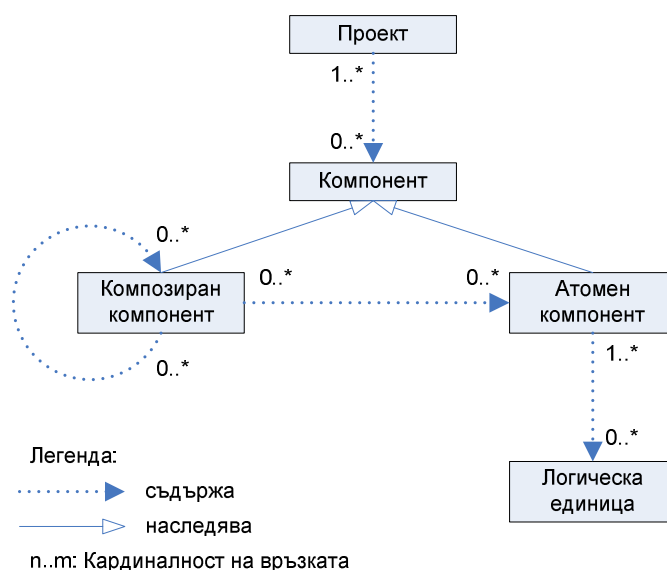 Проект
1..*
0..*
Компонент
0..*
Композиран
компонент
0..*
0..*
Атомен
компонент
0..*
1..*
0..*
Логическа
единица
Легенда:
съдържа
наследява
n..m: Кардиналност на връзката